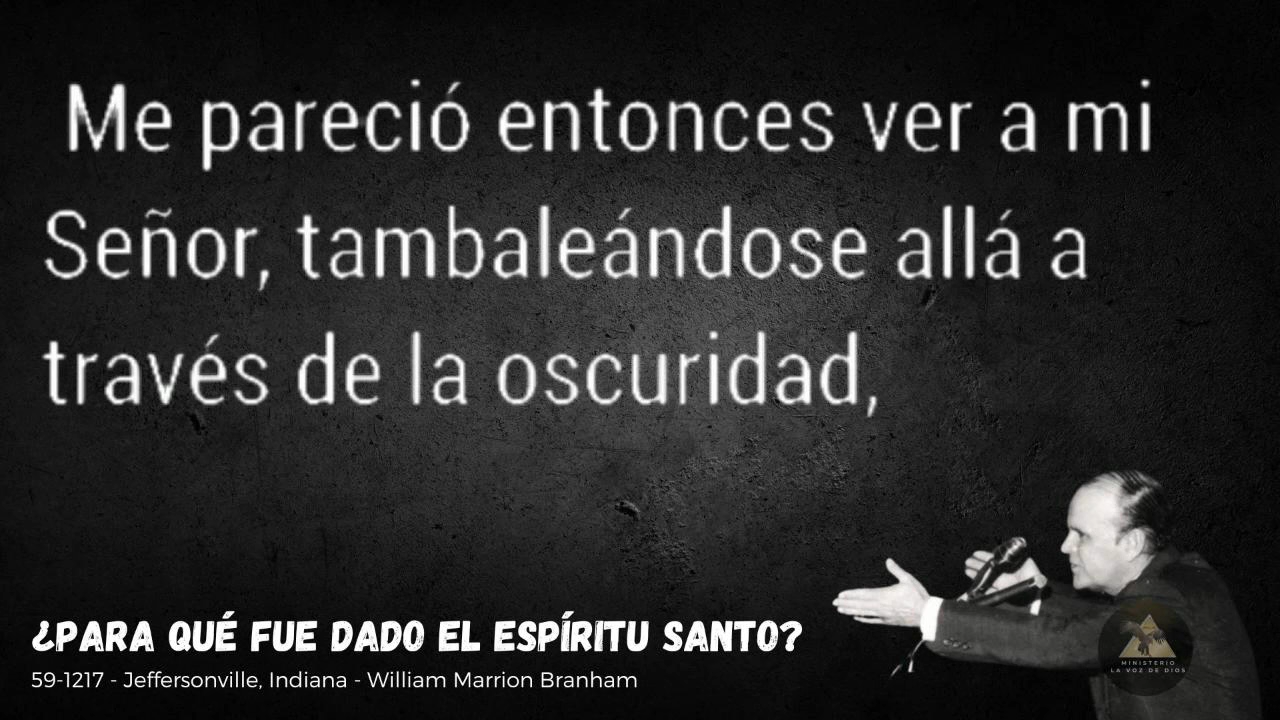 Me pareció entonces ver a mi
Señor, tambaleándose allá a
través de la oscuridad,
¿PARA QUÉ FUE DADO EL ESPÍRITU SANTO?
59-1217 - Jeffersonville, Indiana - William Marrion Branham
MINISTERIO
LA VOZ DE DIOS